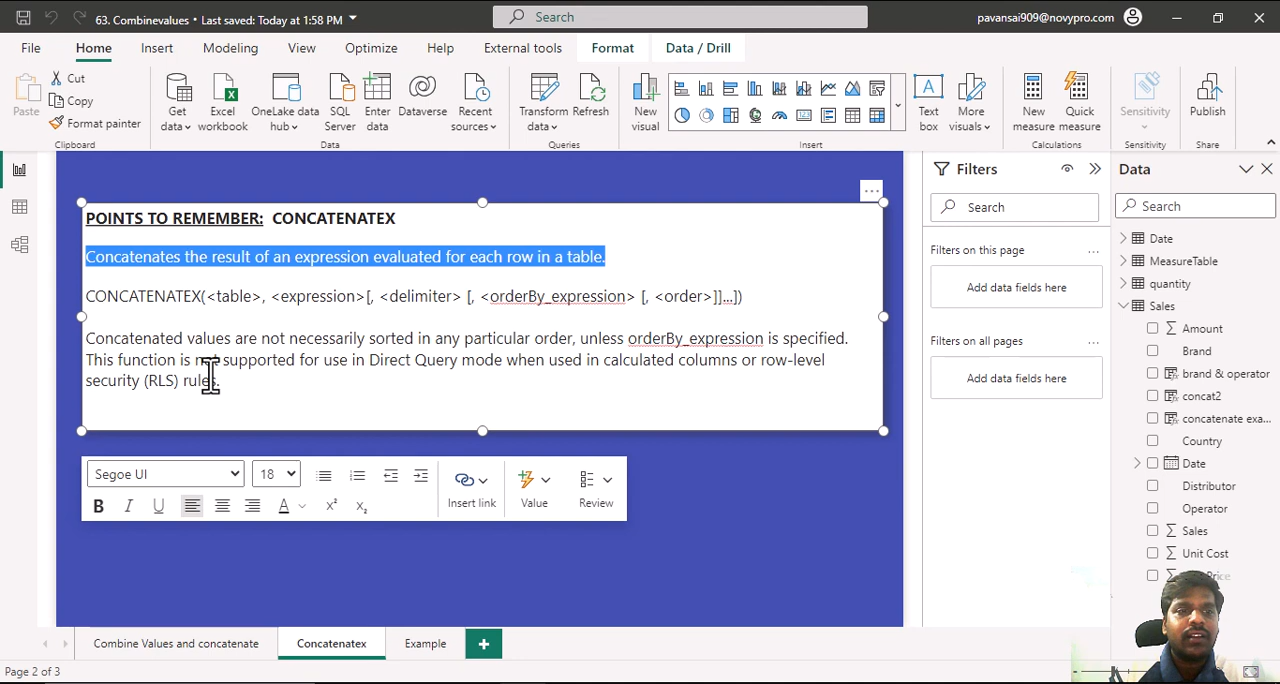 63. Combinevalues • Last saved: Today at 1:58 PM
Search
pavansai909@novypro.com
File Home Insert Modeling View Optimize Help External tools Format Data / Drill
Paste
Cut
Copy
Format painter
Clipboard
Get data
Excel workbook
OneLake data hub
SQL Server
Enter data
Dataverse
Recent sources
Data
Transform data
Refresh
Queries
New visual
Text box
More visuals
Insert
New measure
Quick measure
Calculations
Sensitivity
Sensitivity
Publish
Share
POINTS TO REMEMBER: CONCATENATEX
Concatenates the result of an expression evaluated for each row in a table.
CONCATENATEX(<table>, <expression>[, <delimiter> [, <orderBy_expression> [, <order>]]...])
Concatenated values are not necessarily sorted in any particular order, unless orderBy_expression is specified.
This function is not supported for use in Direct Query mode when used in calculated columns or row-level
security (RLS) rules.
Segoe UI
18
B I U
Insert link
Value
Review
Filters
Search
Filters on this page
Add data fields here
Filters on all pages
Add data fields here
Data
Search
Date
MeasureTable
quantity
Sales
Amount
Brand
brand & operator
concat2
concatenate exa...
Country
Date
Distributor
Operator
Sales
Unit Cost
Combine Values and concatenate
Concatenatex
Example
Page 2 of 3